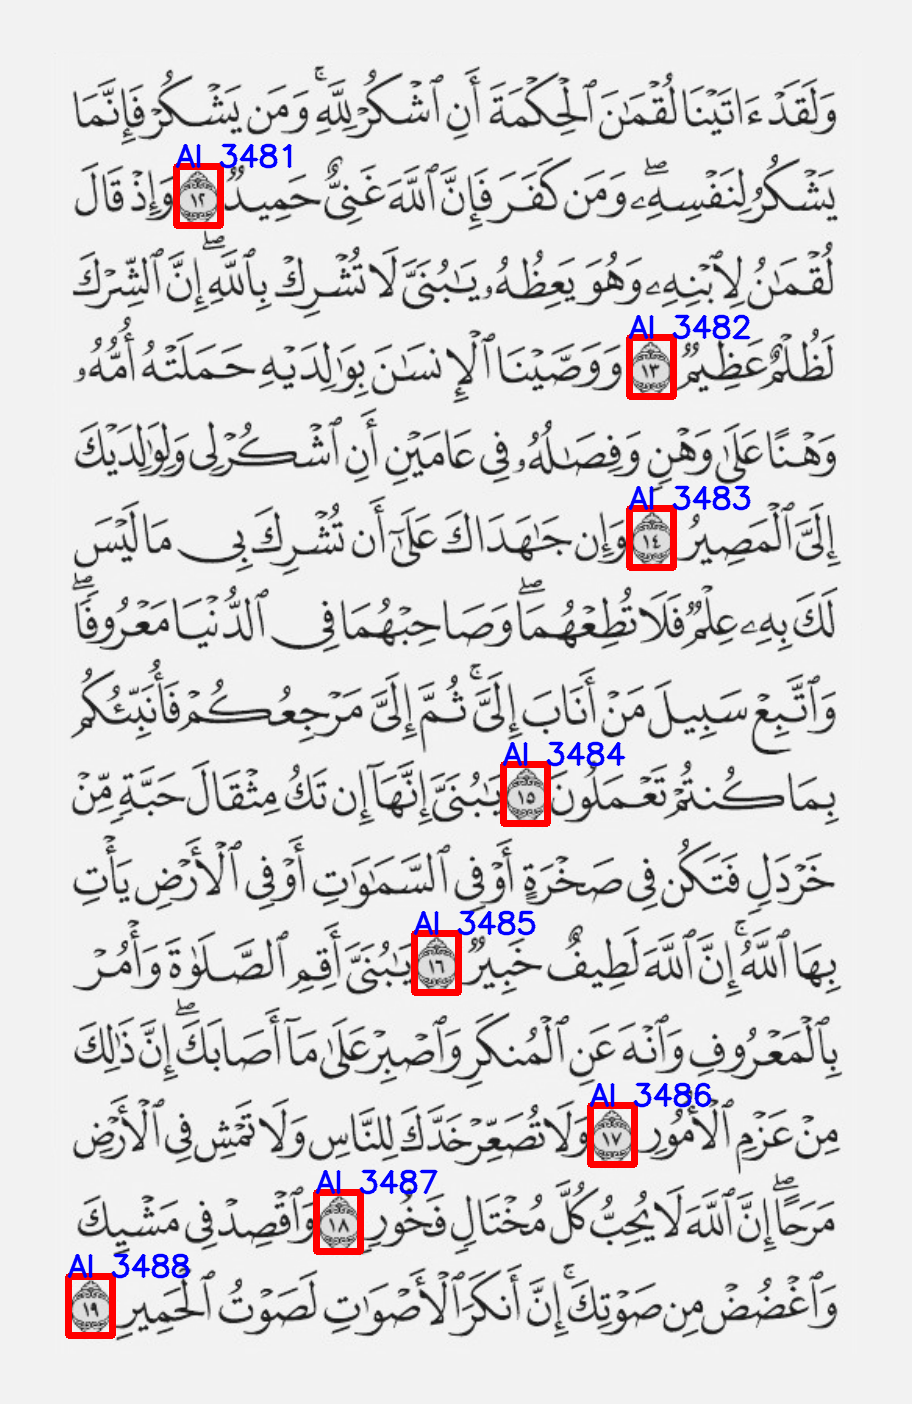 وَلَقَدْ ءَاتَيْنَا لُقْمَـٰنَ ٱلْحِكْمَةَ أَنِ ٱشْكُرْ لِلَّهِ ۚ وَمَن يَشْكُرْ فَإِنَّمَا
AI_3481
يَشْكُرُ لِنَفْسِهِۦ ۖ وَمَن كَفَرَ فَإِنَّ ٱللَّهَ غَنِىٌّ حَمِيدٌ ١٢ وَإِذْ قَالَ
لُقْمَـٰنُ لِٱبْنِهِۦ وَهُوَ يَعِظُهُۥ يَـٰبُنَىَّ لَا تُشْرِكْ بِٱللَّهِ ۖ إِنَّ ٱلشِّرْكَ
AI_3482
لَظُلْمٌ عَظِيمٌ ١٣ وَوَصَّيْنَا ٱلْإِنسَـٰنَ بِوَٰلِدَيْهِ حَمَلَتْهُ أُمُّهُۥ
وَهْنًا عَلَىٰ وَهْنٍ وَفِصَـٰلُهُۥ فِى عَامَيْنِ أَنِ ٱشْكُرْ لِى وَلِوَٰلِدَيْكَ
AI_3483
إِلَىَّ ٱلْمَصِيرُ ١٤ وَإِن جَـٰهَدَاكَ عَلَىٰٓ أَن تُشْرِكَ بِى مَا لَيْسَ
لَكَ بِهِۦ عِلْمٌ فَلَا تُطِعْهُمَا ۖ وَصَاحِبْهُمَا فِى ٱلدُّنْيَا مَعْرُوفًا ۖ
وَٱتَّبِعْ سَبِيلَ مَنْ أَنَابَ إِلَىَّ ۚ ثُمَّ إِلَىَّ مَرْجِعُكُمْ فَأُنَبِّئُكُم
AI_3484
بِمَا كُنتُمْ تَعْمَلُونَ ١٥ يَـٰبُنَىَّ إِنَّهَآ إِن تَكُ مِثْقَالَ حَبَّةٍ مِّنْ
خَرْدَلٍ فَتَكُن فِى صَخْرَةٍ أَوْ فِى ٱلسَّمَـٰوَٰتِ أَوْ فِى ٱلْأَرْضِ يَأْتِ
AI_3485
بِهَا ٱللَّهُ ۚ إِنَّ ٱللَّهَ لَطِيفٌ خَبِيرٌ ١٦ يَـٰبُنَىَّ أَقِمِ ٱلصَّلَوٰةَ وَأْمُرْ
بِٱلْمَعْرُوفِ وَٱنْهَ عَنِ ٱلْمُنكَرِ وَٱصْبِرْ عَلَىٰ مَآ أَصَابَكَ ۖ إِنَّ ذَٰلِكَ
AI_3486
مِنْ عَزْمِ ٱلْأُمُورِ ١٧ وَلَا تُصَعِّرْ خَدَّكَ لِلنَّاسِ وَلَا تَمْشِ فِى ٱلْأَرْضِ
AI_3487
مَرَحًا ۖ إِنَّ ٱللَّهَ لَا يُحِبُّ كُلَّ مُخْتَالٍ فَخُورٍ ١٨ وَٱقْصِدْ فِى مَشْيِكَ
AI_3488
وَٱغْضُضْ مِن صَوْتِكَ ۚ إِنَّ أَنكَرَ ٱلْأَصْوَٰتِ لَصَوْتُ ٱلْحَمِيرِ ١٩